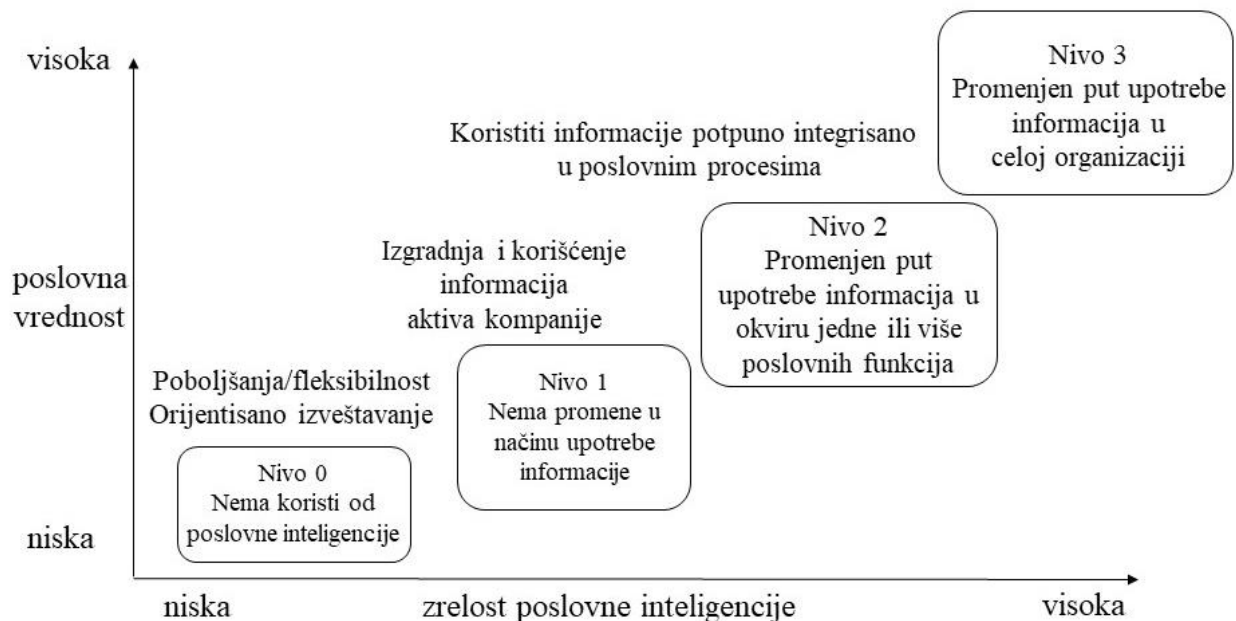 visoka
Nivo 3
Promenjen put upotrebe
informacija u
celoj organizaciji
Koristiti informacije potpuno integrisano
u poslovnim procesima
Nivo 2
Promenjen put
upotrebe informacija u
okviru jedne ili više
poslovnih funkcija
Izgradnja i korišćenje
informacija
aktiva kompanije
poslovna
vrednost
Nivo 1
Nema promene u
načinu upotrebe
informacije
Poboljšanja/fleksibilnost
Orijentisano izveštavanje
Nivo 0
Nema koristi od
poslovne inteligencije
niska
niska
zrelost poslovne inteligencije
visoka